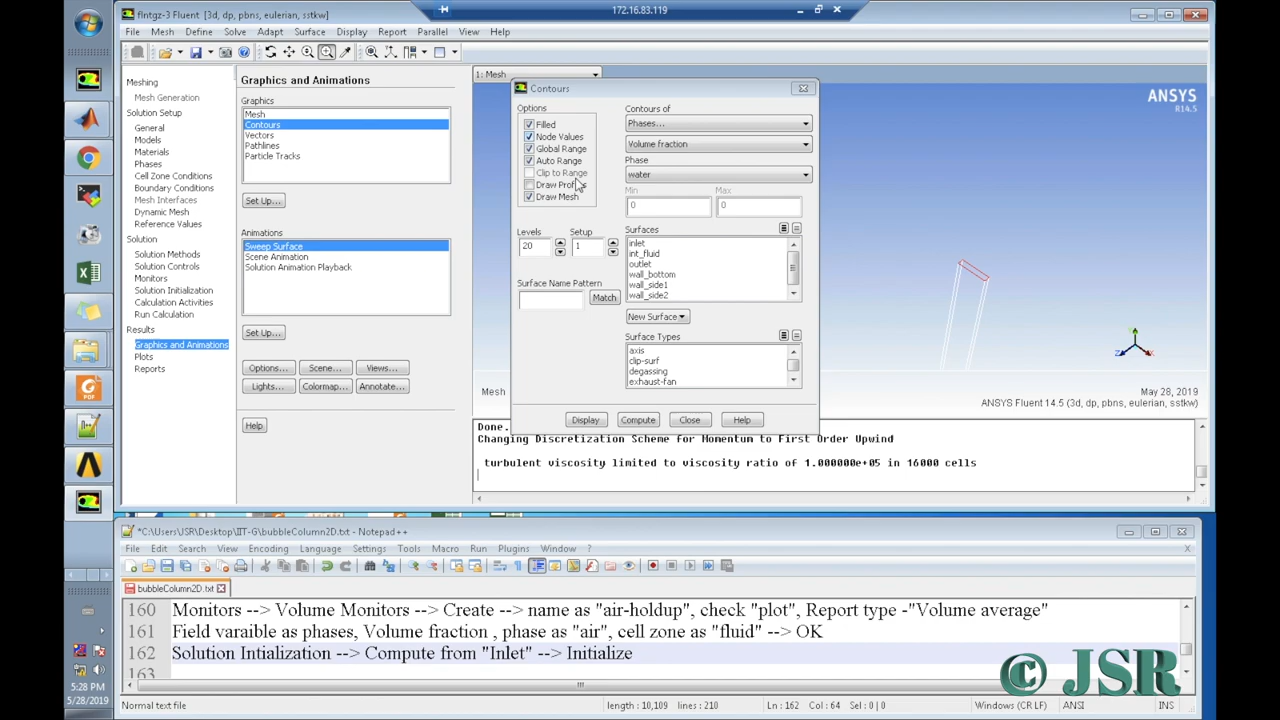 172.16.83.119
flntgz-3 Fluent [3d, dp, pbns, eulerian, sstkw]
File Mesh Define Solve Adapt Surface Display Report Parallel View Help
Meshing
Mesh Generation
Solution Setup
General
Models
Materials
Phases
Cell Zone Conditions
Boundary Conditions
Mesh Interfaces
Dynamic Mesh
Reference Values
Solution
Solution Methods
Solution Controls
Monitors
Solution Initialization
Calculation Activities
Run Calculation
Results
Graphics and Animations
Plots
Reports
Graphics and Animations
Graphics
Mesh
Contours
Vectors
Pathlines
Particle Tracks
Set Up...
Animations
Sweep Surface
Scene Animation
Solution Animation Playback
Set Up...
Options... Scene... Views...
Lights... Colormap... Annotate...
Help
1: Mesh
Contours
Options
Filled
Node Values
Global Range
Auto Range
Clip to Range
Draw Mesh
Levels Setup
20 1
Surface Name Pattern
Match
Contours of
Phases...
Volume fraction
Phase
water
Min Max
0 0
Surfaces
inlet
int_fluid
outlet
wall_bottom
wall_side1
wall_side2
New Surface
Surface Types
axis
clip-surf
degassing
exhaust-fan
Display Compute Close Help
ANSYS
R14.5
Mesh
May 28, 2019
ANSYS Fluent 14.5 (3d, dp, pbns, eulerian, sstkw)
Done.
Changing Discretization Scheme for Momentum to First Order Upwind
turbulent viscosity limited to viscosity ratio of 1.000000e+05 in 16000 cells
*C:\Users\JSR\Desktop\IIT-G\bubbleColumn2D.txt - Notepad++
File Edit Search View Encoding Language Settings Tools Macro Run Plugins Window ?
X
bubbleColumn2D.txt
160 Monitors --> Volume Monitors --> Create --> name as "air-holdup", check "plot", Report type -"Volume average"
161 Field varaible as phases, Volume fraction , phase as "air", cell zone as "fluid" --> OK
162 Solution Intialization --> Compute from "Inlet" --> Initialize
163
Normal text file length : 10,109 lines : 210 Ln : 162 Col : 64 Sel : 0 | 0 Windows (CR LF) ANSI INS
5:28 PM
5/28/2019
PDF
© JSR